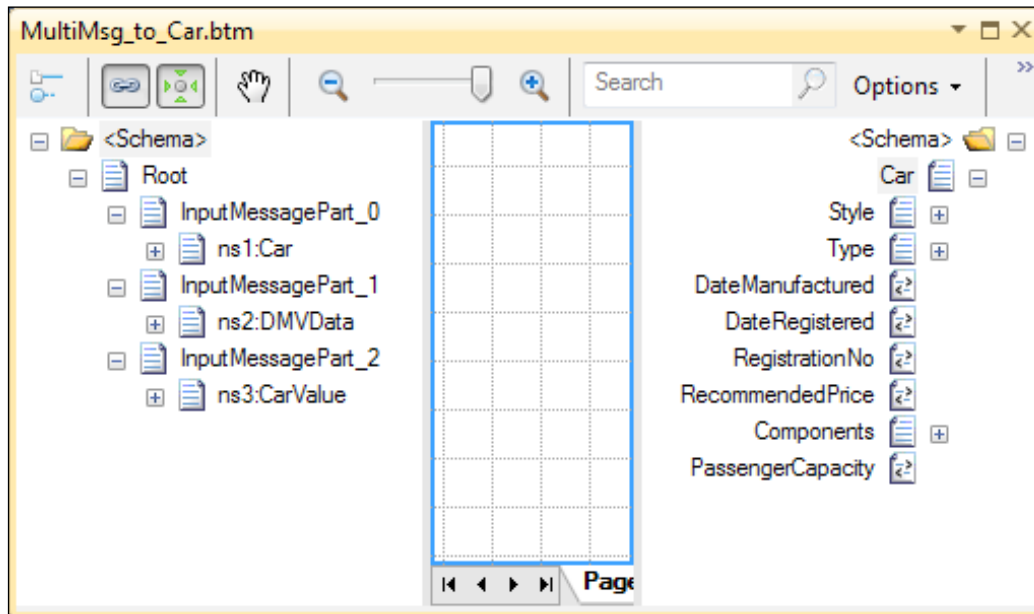 MultiMsg_to_Car.btm
Search
Options
<Schema>
Root
InputMessagePart_0
ns1:Car
InputMessagePart_1
ns2:DMVData
InputMessagePart_2
ns3:CarValue
<Schema>
Car
Style
Type
DateManufactured
DateRegistered
RegistrationNo
RecommendedPrice
Components
PassengerCapacity
Page